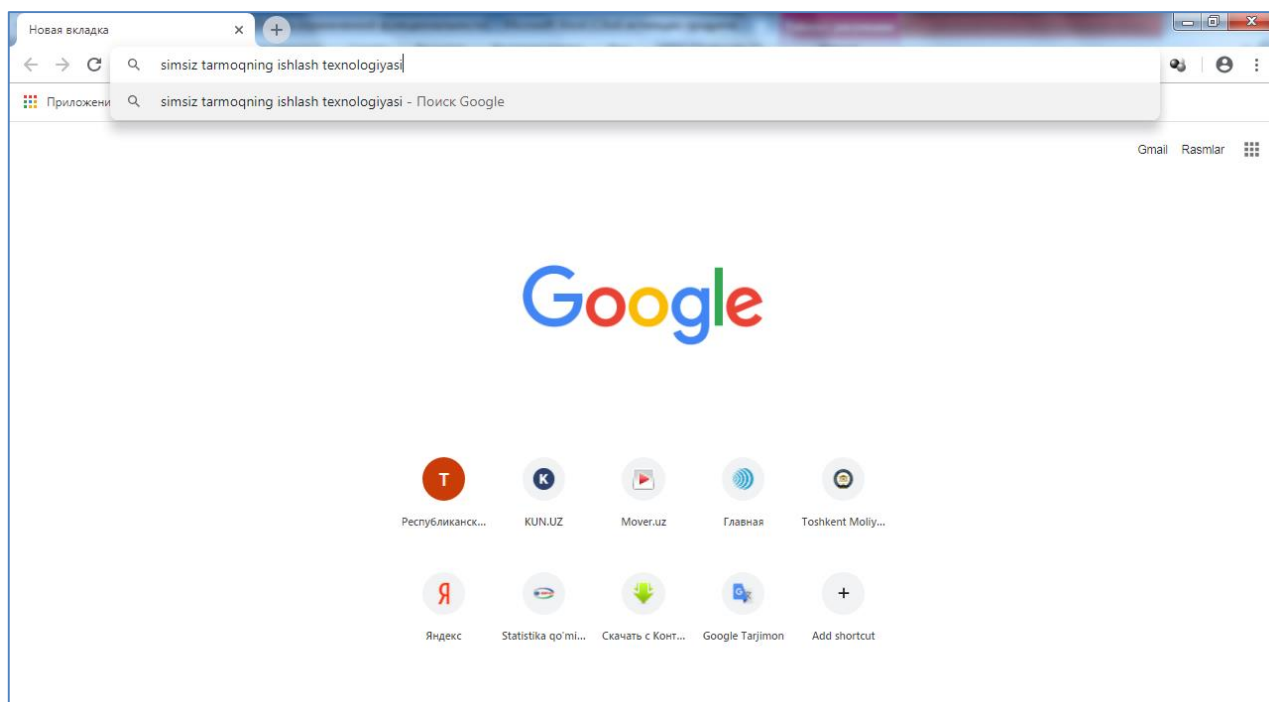 Новая вкладка
simsiz tarmoqning ishlash texnologiyasi
Приложени
simsiz tarmoqning ishlash texnologiyasi - Поиск Google
Gmail Rasmlar
Google
T
K
Республиканск...
KUN.UZ
Mover.uz
Главная
Toshkent Moliy...
Я
Яндекс
Statistika qo'mi...
Скачать с Конт...
Google Tarjimon
Add shortcut